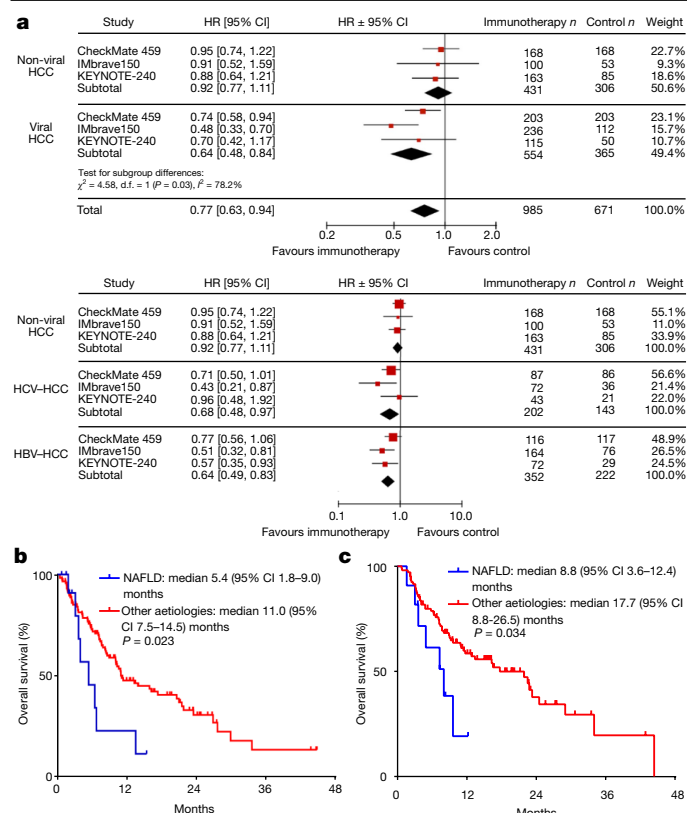 a
Study HR [95% CI] HR ± 95% CI Immunotherapy n Control n Weight
Non-viral HCC
CheckMate 459 0.95 [0.74, 1.22] 168 168 22.7%
IMbrave150 0.91 [0.52, 1.59] 100 53 9.3%
KEYNOTE-240 0.88 [0.64, 1.21] 163 85 18.6%
Subtotal 0.92 [0.77, 1.11] 431 306 50.6%
Viral HCC
CheckMate 459 0.74 [0.58, 0.94] 203 203 23.1%
IMbrave150 0.48 [0.33, 0.70] 236 112 15.7%
KEYNOTE-240 0.70 [0.42, 1.17] 115 50 10.7%
Subtotal 0.64 [0.48, 0.84] 554 365 49.4%
Test for subgroup differences:
χ² = 4.58, d.f. = 1 (P = 0.03), I² = 78.2%
Total 0.77 [0.63, 0.94] 985 671 100.0%
0.2 0.5 1.0 2.0
Favours immunotherapy Favours control
Study HR [95% CI] HR ± 95% CI Immunotherapy n Control n Weight
Non-viral HCC
CheckMate 459 0.95 [0.74, 1.22] 168 168 55.1%
IMbrave150 0.91 [0.52, 1.59] 100 53 11.0%
KEYNOTE-240 0.88 [0.64, 1.21] 163 85 33.9%
Subtotal 0.92 [0.77, 1.11] 431 306 100.0%
HCV–HCC
CheckMate 459 0.71 [0.50, 1.01] 87 86 56.6%
IMbrave150 0.43 [0.21, 0.87] 72 36 21.4%
KEYNOTE-240 0.96 [0.48, 1.92] 43 21 22.0%
Subtotal 0.68 [0.48, 0.97] 202 143 100.0%
HBV–HCC
CheckMate 459 0.77 [0.56, 1.06] 116 117 48.9%
IMbrave150 0.51 [0.32, 0.81] 164 76 26.5%
KEYNOTE-240 0.57 [0.35, 0.93] 72 29 24.5%
Subtotal 0.64 [0.49, 0.83] 352 222 100.0%
0.1 1.0 10.0
Favours immunotherapy Favours control
b
NAFLD: median 5.4 (95% CI 1.8–9.0)
months
Other aetiologies: median 11.0 (95%
CI 7.5–14.5) months
P = 0.023
Overall survival (%)
100
50
0
0 12 24 36 48
Months
c
NAFLD: median 8.8 (95% CI 3.6–12.4)
months
Other aetiologies: median 17.7 (95% CI
8.8-26.5) months
P = 0.034
Overall survival (%)
100
50
0
0 12 24 36 48
Months